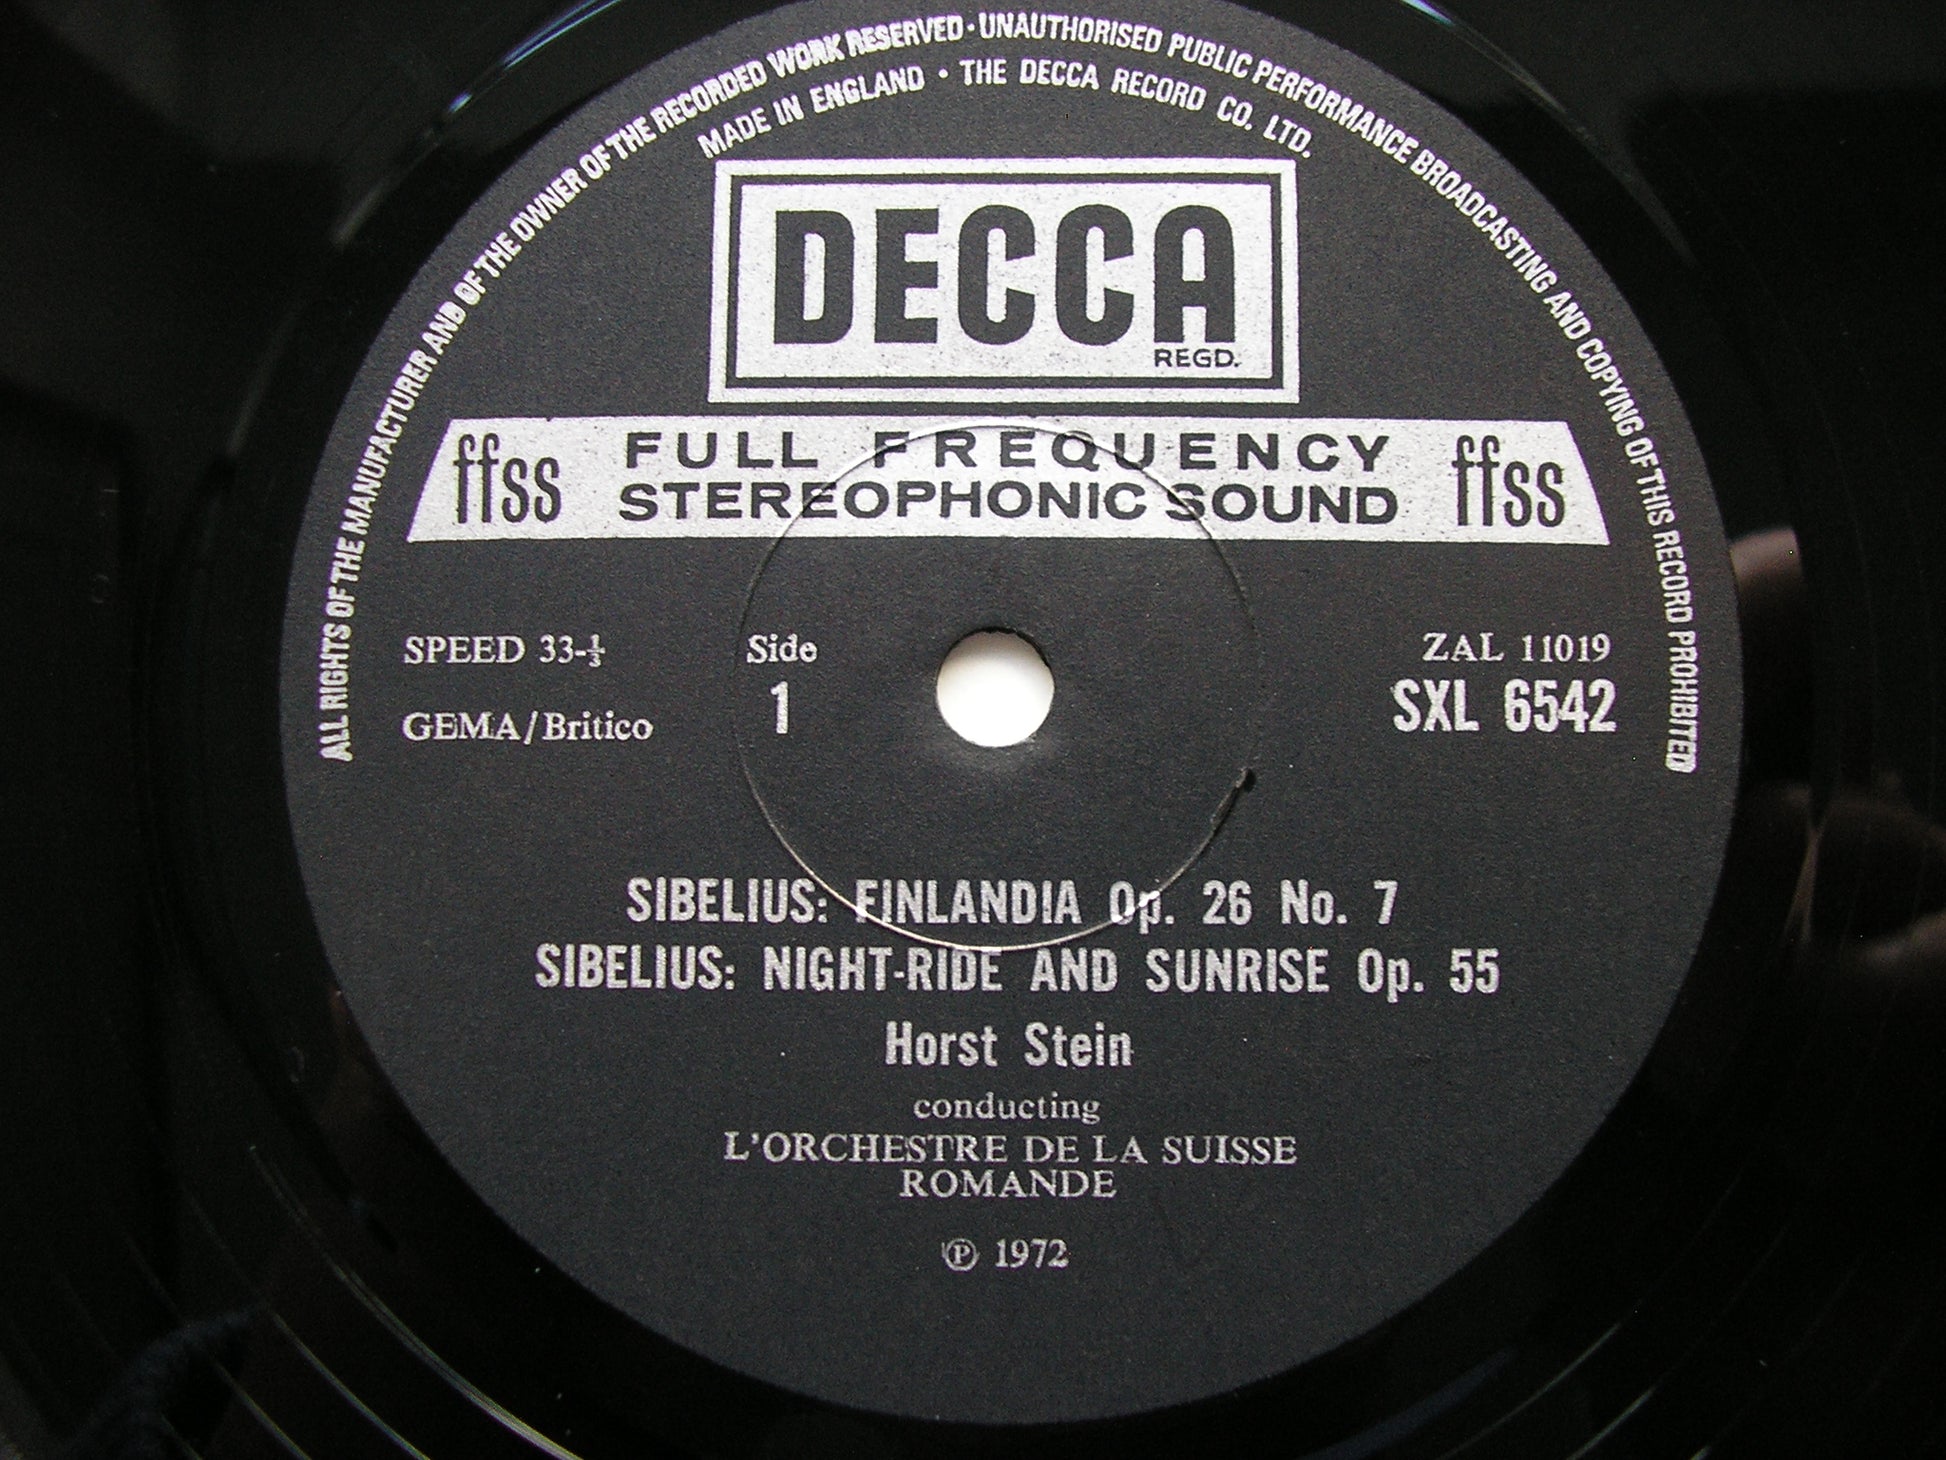 ALL RIGHTS OF THE MANUFACTURER AND OF THE OWNER OF THE RECORDED WORK RESERVED · UNAUTHORISED PUBLIC PERFORMANCE BROADCASTING AND COPYING OF THIS RECORD PROHIBITED
MADE IN ENGLAND · THE DECCA RECORD CO. LTD.
DECCA
REGD.
ffss FULL FREQUENCY ffss
STEREOPHONIC SOUND
SPEED 33-⅓ Side ZAL 11019
1 SXL 6542
GEMA/Britico
SIBELIUS: FINLANDIA Op. 26 No. 7
SIBELIUS: NIGHT-RIDE AND SUNRISE Op. 55
Horst Stein
conducting
L'ORCHESTRE DE LA SUISSE
ROMANDE
℗ 1972